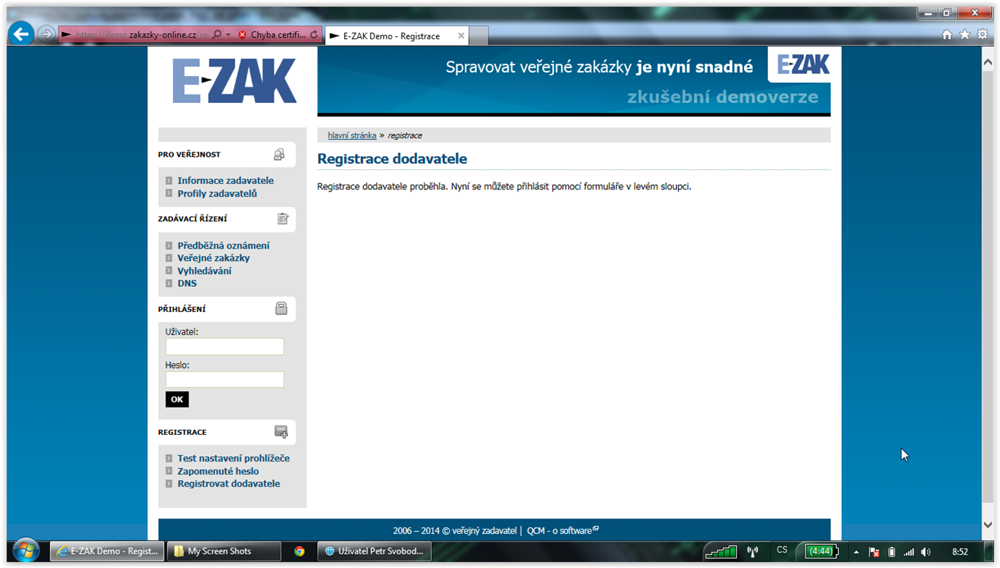 https://demo.zakazky-online.cz/re
Chyba certifi...
E-ZAK Demo - Registrace
E-ZAK
Spravovat veřejné zakázky je nyní snadné
E-ZAK
zkušební demoverze
hlavní stránka » registrace
PRO VEŘEJNOST
Informace zadavatele
Profily zadavatelů
ZADÁVACÍ ŘÍZENÍ
Předběžná oznámení
Veřejné zakázky
Vyhledávání
DNS
PŘIHLÁŠENÍ
Uživatel:
Heslo:
OK
REGISTRACE
Test nastavení prohlížeče
Zapomenuté heslo
Registrovat dodavatele
Registrace dodavatele
Registrace dodavatele proběhla. Nyní se můžete přihlásit pomocí formuláře v levém sloupci.
2006 – 2014 © veřejný zadavatel | QCM - o software
E-ZAK Demo - Regist...
My Screen Shots
Uživatel Petr Svobod...
CS
(4:44)
8:52